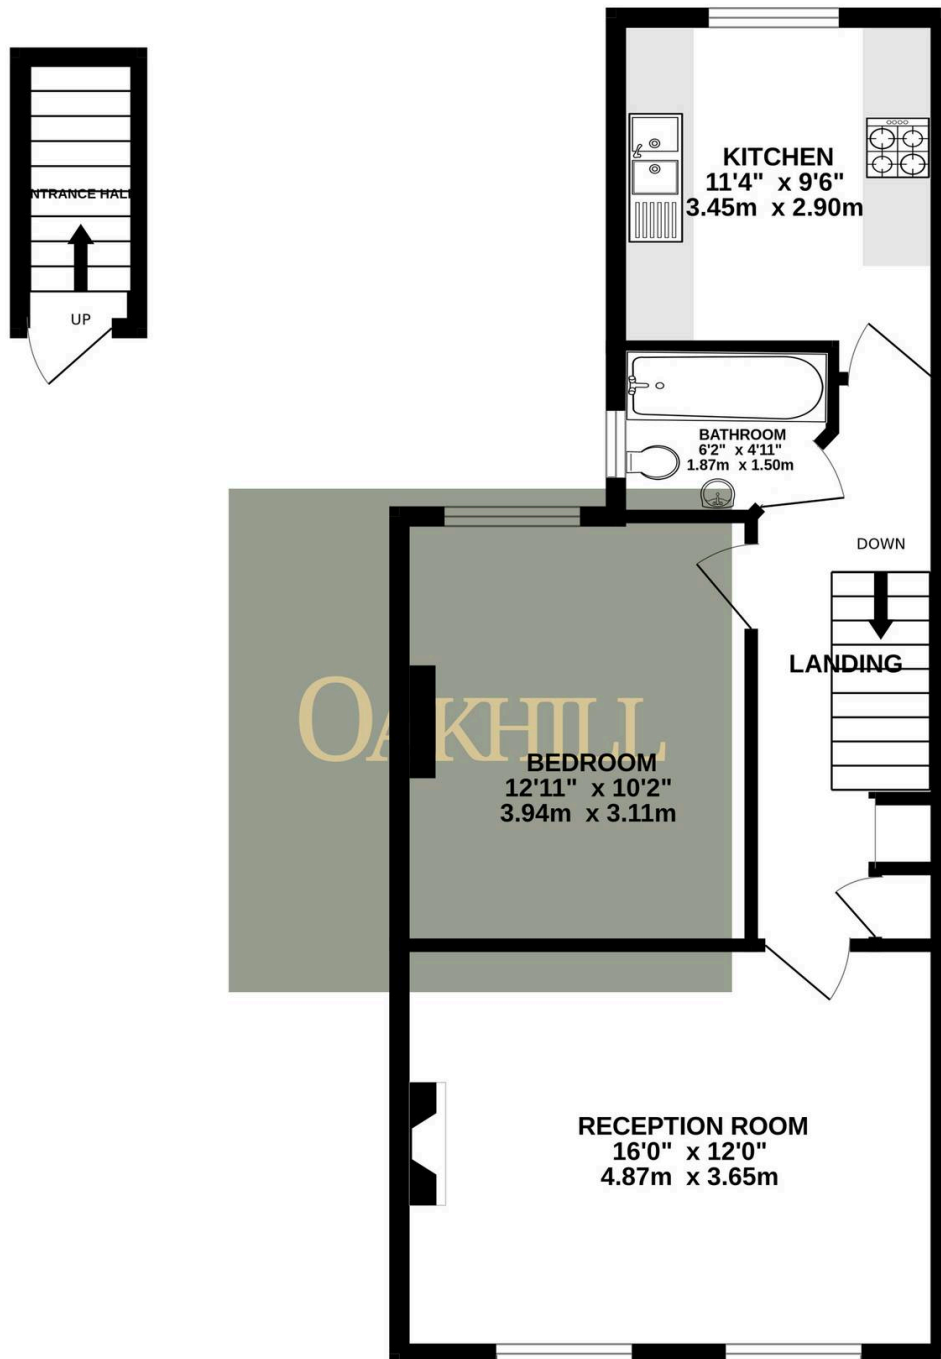 KITCHEN
11'4" x 9'6"
3.45m x 2.90m
NTRANCE HAL
UP
BATHROOM
6'2" x 4'11"
1.87m x 1.50m
DOWN
LANDING
OAKHILL
BEDROOM
12'11" x 10'2"
3.94m x 3.11m
RECEPTION ROOM
16'0" x 12'0"
4.87m x 3.65m